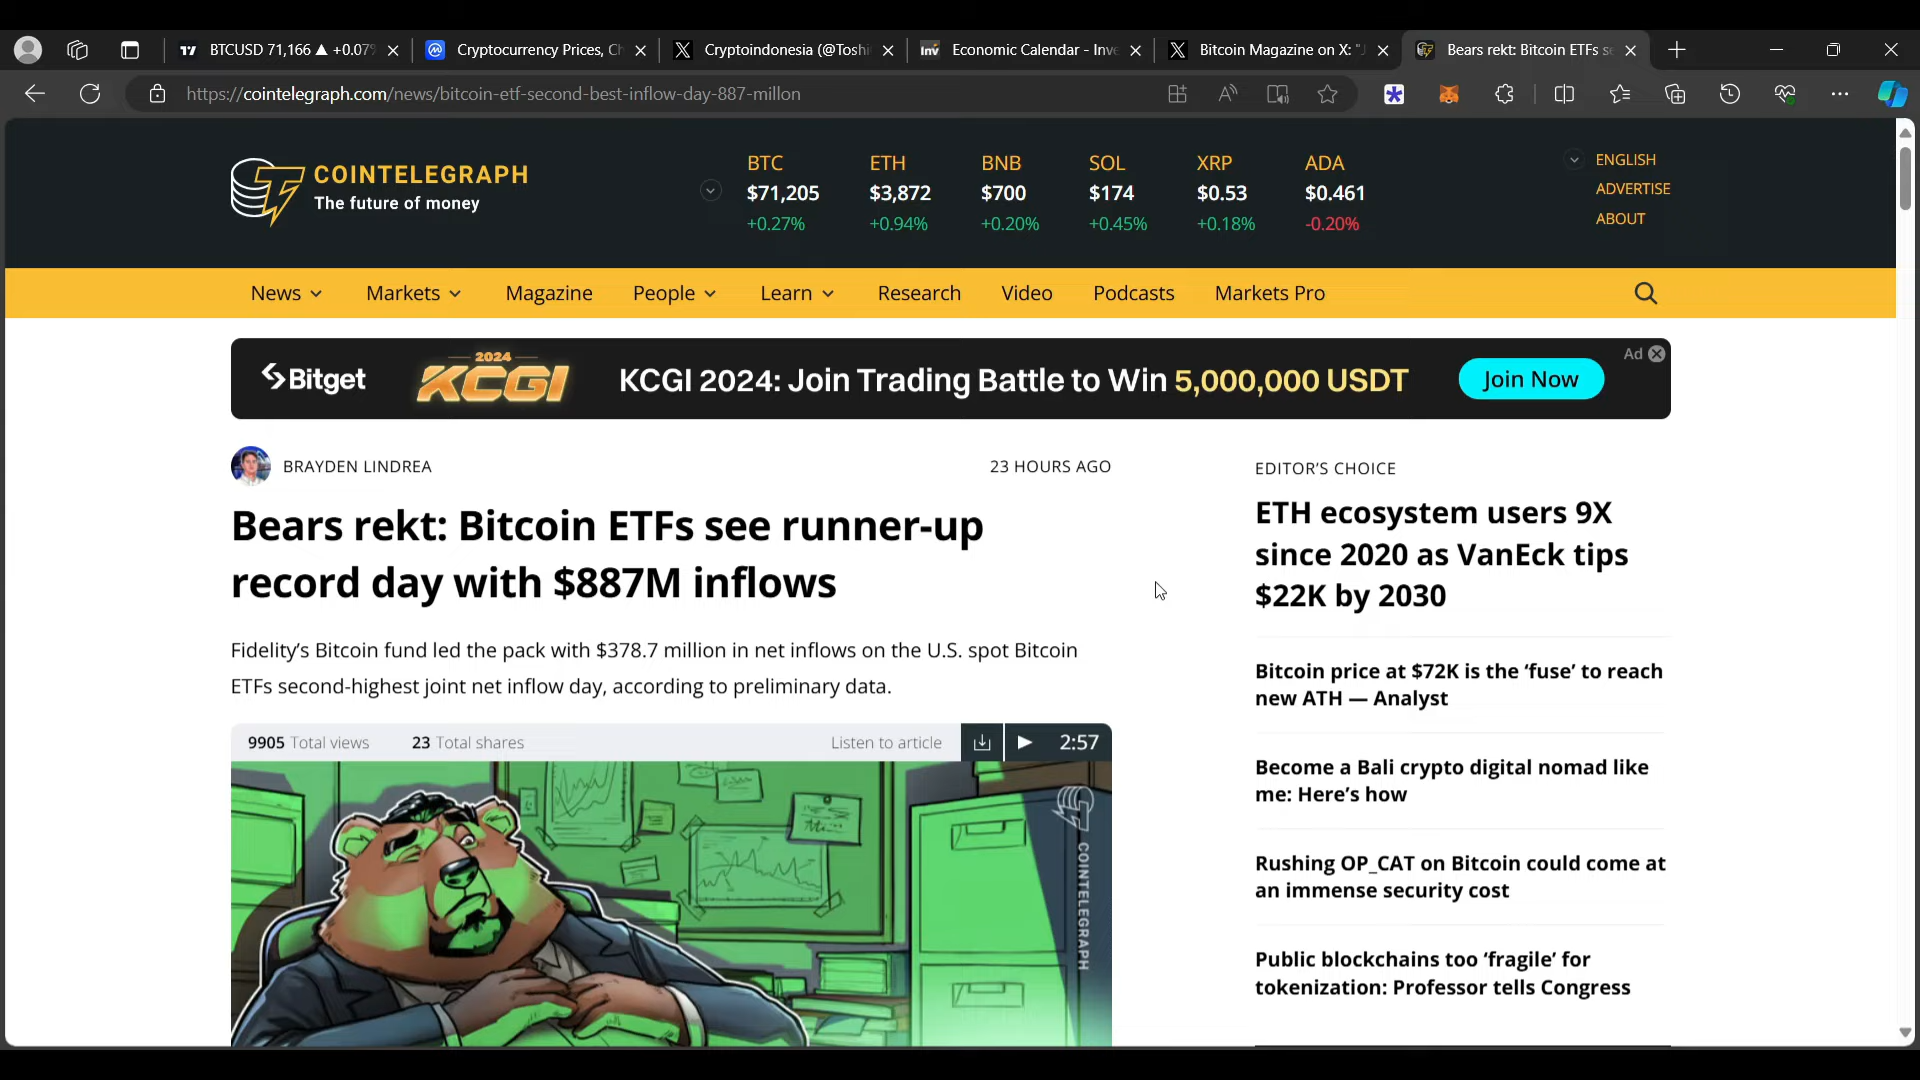 BTCUSD 71,166 ▲ +0.07%
Cryptocurrency Prices, Ch
Cryptoindonesia (@Toshi
Economic Calendar - Inve
Bitcoin Magazine on X: "J
Bears rekt: Bitcoin ETFs se
https://cointelegraph.com/news/bitcoin-etf-second-best-inflow-day-887-millon
COINTELEGRAPH
The future of money
BTC ETH BNB SOL XRP ADA
$71,205 $3,872 $700 $174 $0.53 $0.461
+0.27% +0.94% +0.20% +0.45% +0.18% -0.20%
ENGLISH
ADVERTISE
ABOUT
News Markets Magazine People Learn Research Video Podcasts Markets Pro
Bitget
2024
KCGI
KCGI 2024: Join Trading Battle to Win 5,000,000 USDT
Join Now
Ad
BRAYDEN LINDREA
23 HOURS AGO
Bears rekt: Bitcoin ETFs see runner-up
record day with $887M inflows
Fidelity’s Bitcoin fund led the pack with $378.7 million in net inflows on the U.S. spot Bitcoin
ETFs second-highest joint net inflow day, according to preliminary data.
9905 Total views 23 Total shares Listen to article 2:57
COINTELEGRAPH
EDITOR’S CHOICE
ETH ecosystem users 9X
since 2020 as VanEck tips
$22K by 2030
Bitcoin price at $72K is the ‘fuse’ to reach
new ATH — Analyst
Become a Bali crypto digital nomad like
me: Here’s how
Rushing OP_CAT on Bitcoin could come at
an immense security cost
Public blockchains too ‘fragile’ for
tokenization: Professor tells Congress